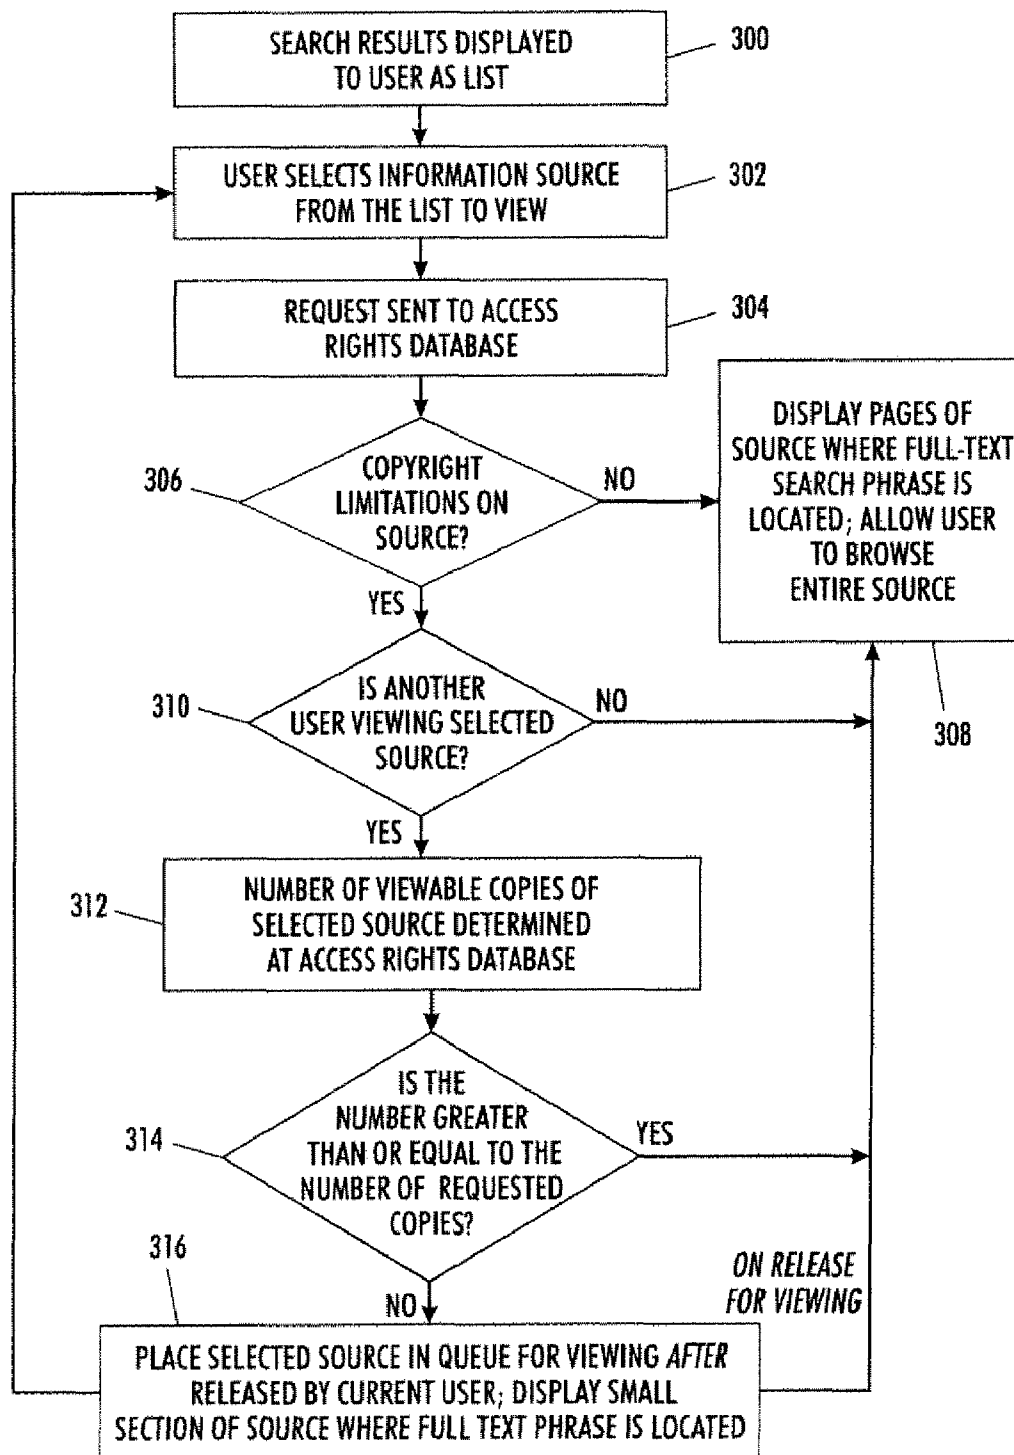 SEARCH RESULTS DISPLAYED
TO USER AS LIST
300
USER SELECTS INFORMATION SOURCE
FROM THE LIST TO VIEW
302
REQUEST SENT TO ACCESS
RIGHTS DATABASE
304
306
COPYRIGHT
LIMITATIONS ON
SOURCE?
NO
DISPLAY PAGES OF
SOURCE WHERE FULL-TEXT
SEARCH PHRASE IS
LOCATED; ALLOW USER
TO BROWSE
ENTIRE SOURCE
308
YES
310
IS ANOTHER
USER VIEWING SELECTED
SOURCE?
NO
YES
312
NUMBER OF VIEWABLE COPIES OF
SELECTED SOURCE DETERMINED
AT ACCESS RIGHTS DATABASE
314
IS THE
NUMBER GREATER
THAN OR EQUAL TO THE
NUMBER OF REQUESTED
COPIES?
YES
316
NO
ON RELEASE
FOR VIEWING
PLACE SELECTED SOURCE IN QUEUE FOR VIEWING AFTER
RELEASED BY CURRENT USER; DISPLAY SMALL
SECTION OF SOURCE WHERE FULL TEXT PHRASE IS LOCATED